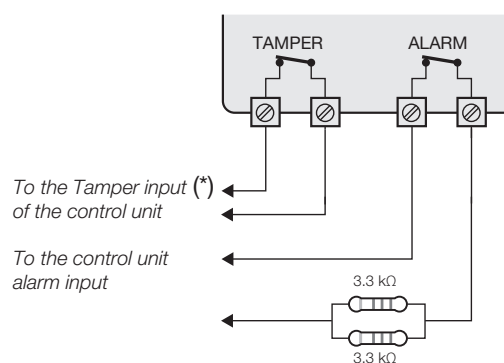 TAMPER
ALARM
To the Tamper input (*)
of the control unit
To the control unit
alarm input
3.3 kΩ
3.3 kΩ